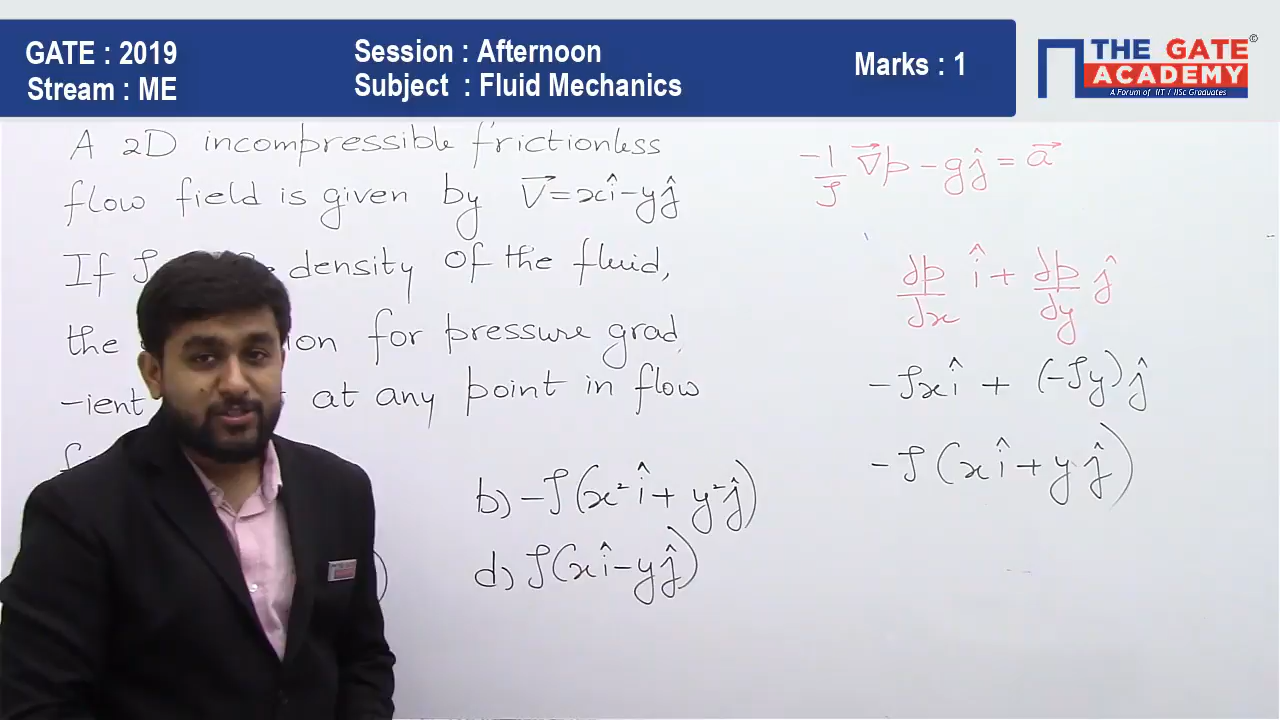 GATE : 2019
Stream : ME
Session : Afternoon
Subject : Fluid Mechanics
Marks : 1
THE GATE
ACADEMY
A Forum of IIT / IISc Graduates
A 2D incompressible frictionless
flow field is given by V⃗=xî-yĵ
If ρ density of the fluid,
the for pressure grad
-ient at any point in flow
b) -ρ(x²î + y²ĵ)
d) ρ(xî-yĵ)
-1/ρ ∇⃗p - gĵ = a⃗
∂p/∂x î + ∂p/∂y ĵ
-ρxî + (-ρy)ĵ
-ρ(xî + yĵ)